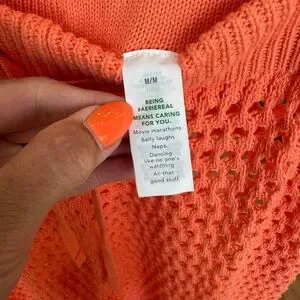 M/M
BEING
#AERIEREAL
MEANS CARING
FOR YOU.
Movie marathons
Belly laughs
Naps
Dancing
like no one's
watching
All that
good stuff